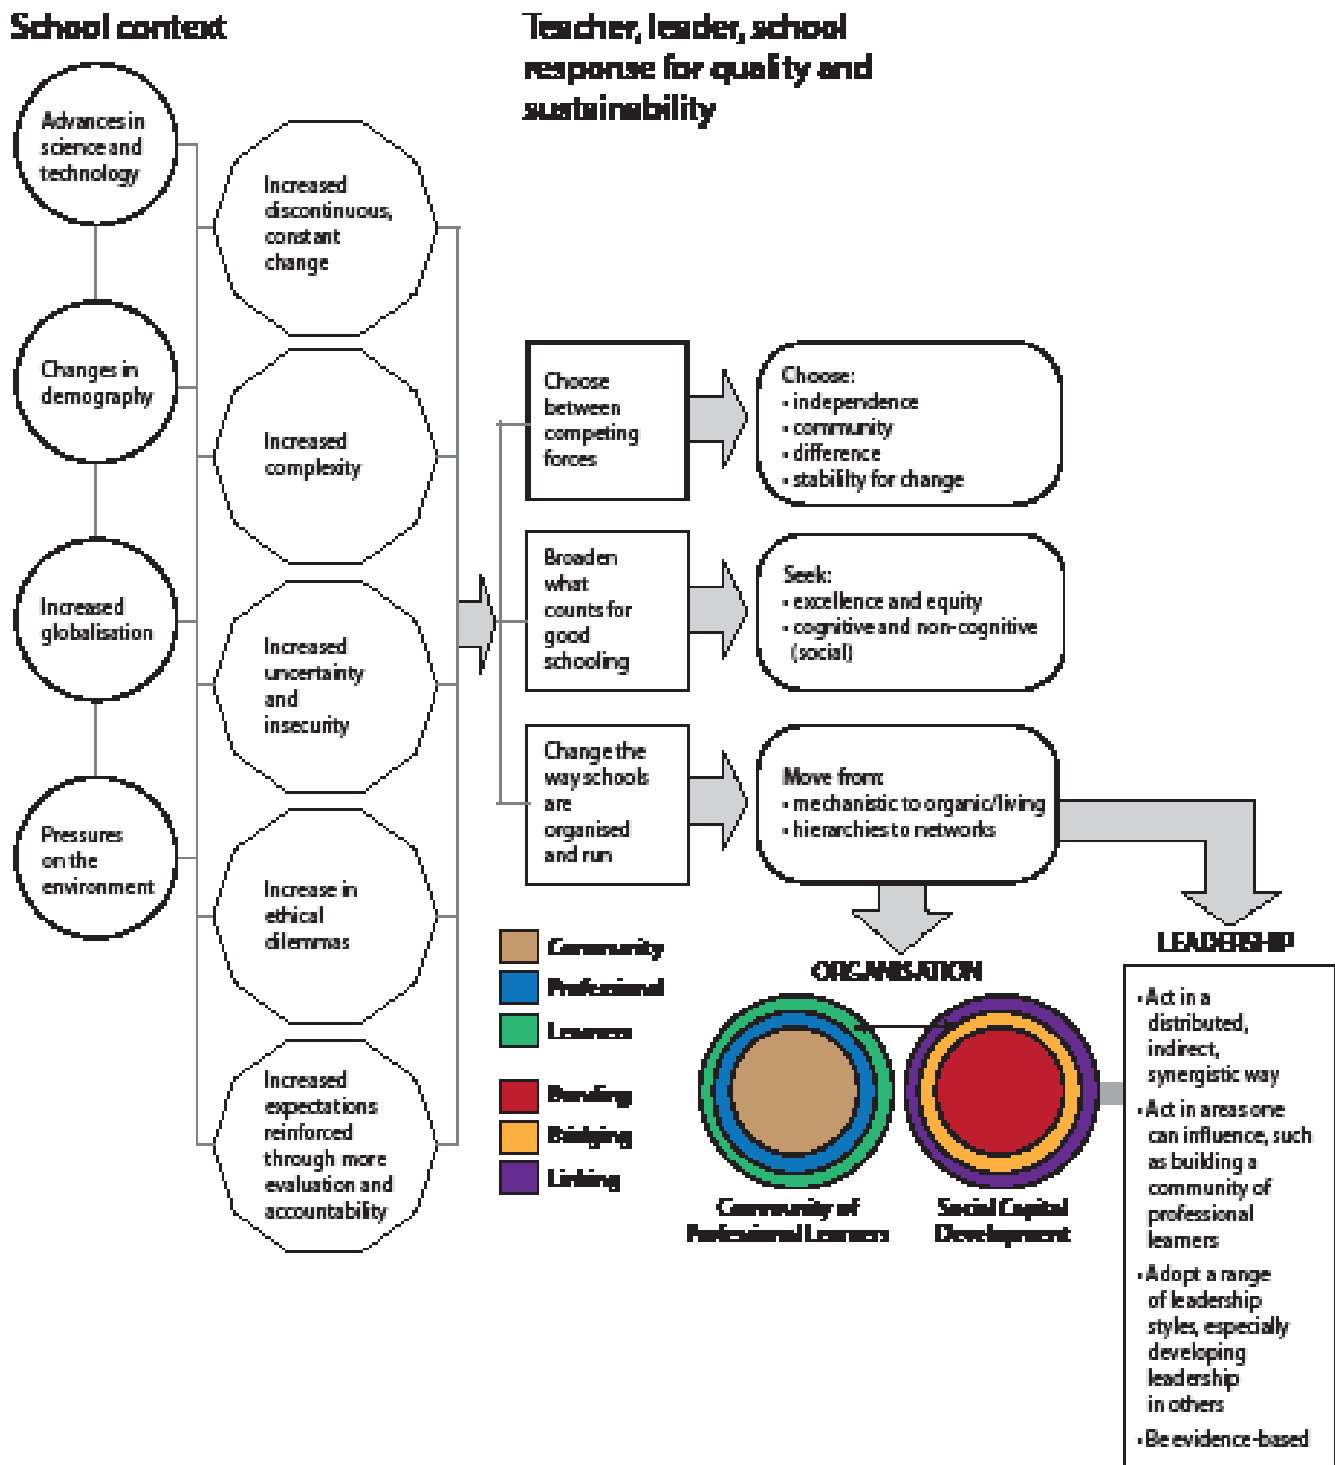 School context
Teacher, leader, school
response for quality and
sustainability
Advances in
science and
technology
Changes in
demography
Increased
globalisation
Pressures
on the
environment
Increased
discontinuous,
constant
change
Increased
complexity
Increased
uncertainty
and
insecurity
Increase in
ethical
dilemmas
Increased
expectations
reinforced
through more
evaluation and
accountability
Choose
between
competing
forces
Choose:
• independence
• community
• difference
• stability for change
Broaden
what
counts for
good
schooling
Seek:
• excellence and equity
• cognitive and non-cognitive
(social)
Change the
way schools
are
organised
and run
Move from:
• mechanistic to organic/living
• hierarchies to networks
Community
Professional
Learners
Bonding
Bridging
Linking
ORGANISATION
Community of
Professional Learners
Social Capital
Development
LEADERSHIP
• Act in a
distributed,
indirect,
synergistic way
• Act in areas one
can influence, such
as building a
community of
professional
learners
• Adopt a range
of leadership
styles, especially
developing
leadership
in others
• Be evidence-based